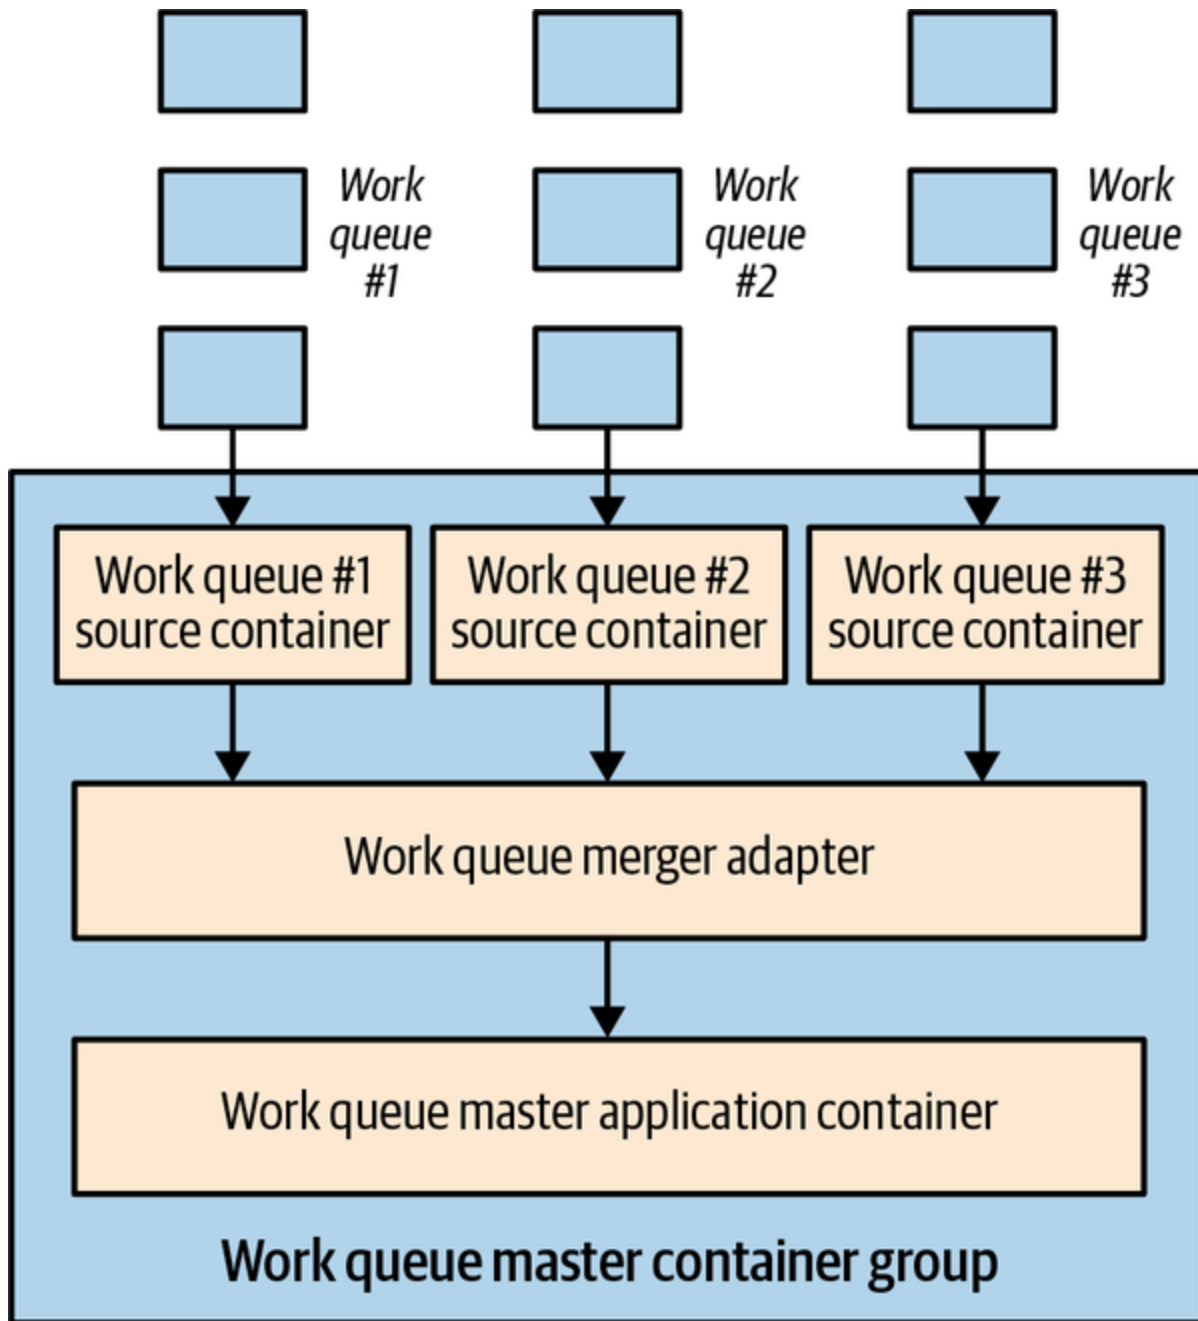 Work
queue
#1
Work
queue
#2
Work
queue
#3
Work queue #1
source container
Work queue #2
source container
Work queue #3
source container
Work queue merger adapter
Work queue master application container
Work queue master container group